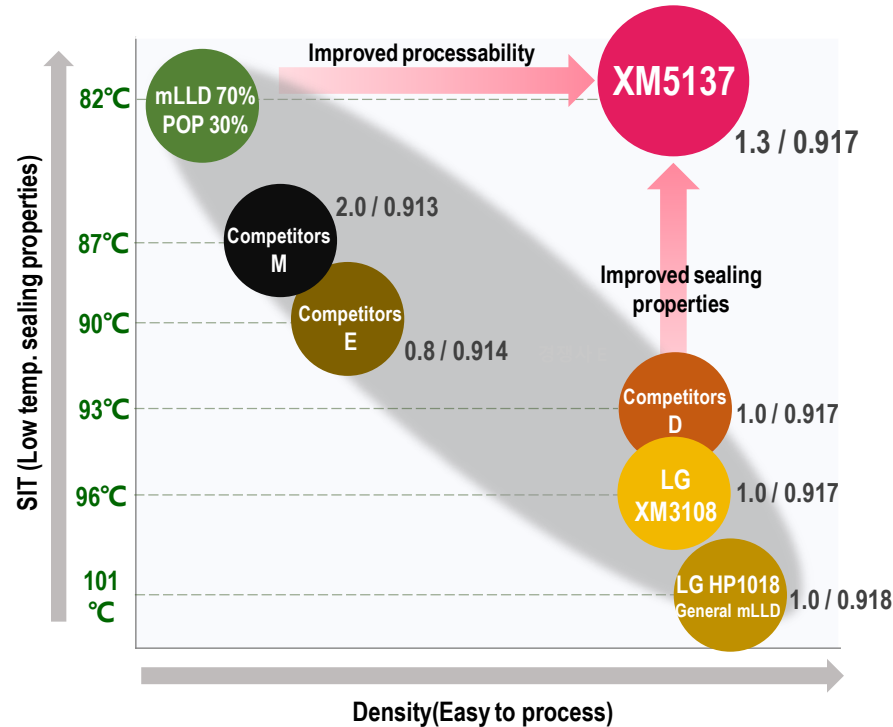 Improved processability
mLLD 70%
POP 30%
XM5137
82℃
1.3 / 0.917
2.0 / 0.913
Competitors
M
87℃
Improved sealing
properties
Competitors
E
90℃
0.8 / 0.914
SIT (Low temp. sealing properties)
Competitors
D
93℃
1.0 / 0.917
LG
XM3108
96℃
1.0 / 0.917
101
℃
LG HP1018
General mLLD
1.0 / 0.918
Density(Easy to process)